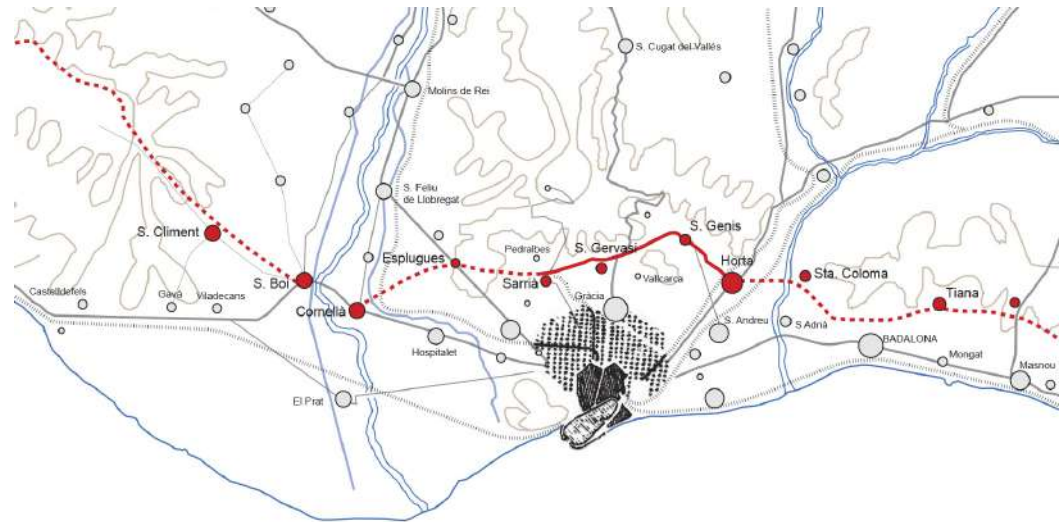 S. Cugat del Vallés
Molins de Rei
S. Feliu
de Llobregat
S. Climent
S. Genis
Pedralbes
S. Gervasi
Esplugues
Horta
S. Boi
Sarrià
Vallcarca
Sta. Coloma
Castelldefels
Gavà
Viladecans
Cornellà
Gràcia
Tiana
S. Andreu
S Adrià
Hospitalet
BADALONA
Mongat
Masnou
El Prat